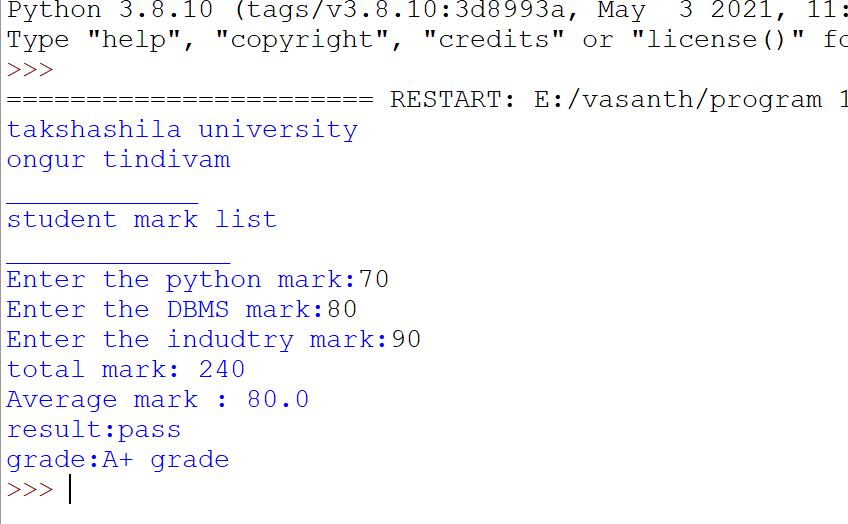 Python 3.8.10 (tags/v3.8.10:3d8993a, May  3 2021, 11:
Type "help", "copyright", "credits" or "license()" fo
>>>
======================= RESTART: E:/vasanth/program 1
takshashila university
ongur tindivam
____________
student mark list
______________
Enter the python mark:70
Enter the DBMS mark:80
Enter the indudtry mark:90
total mark: 240
Average mark : 80.0
result:pass
grade:A+ grade
>>>